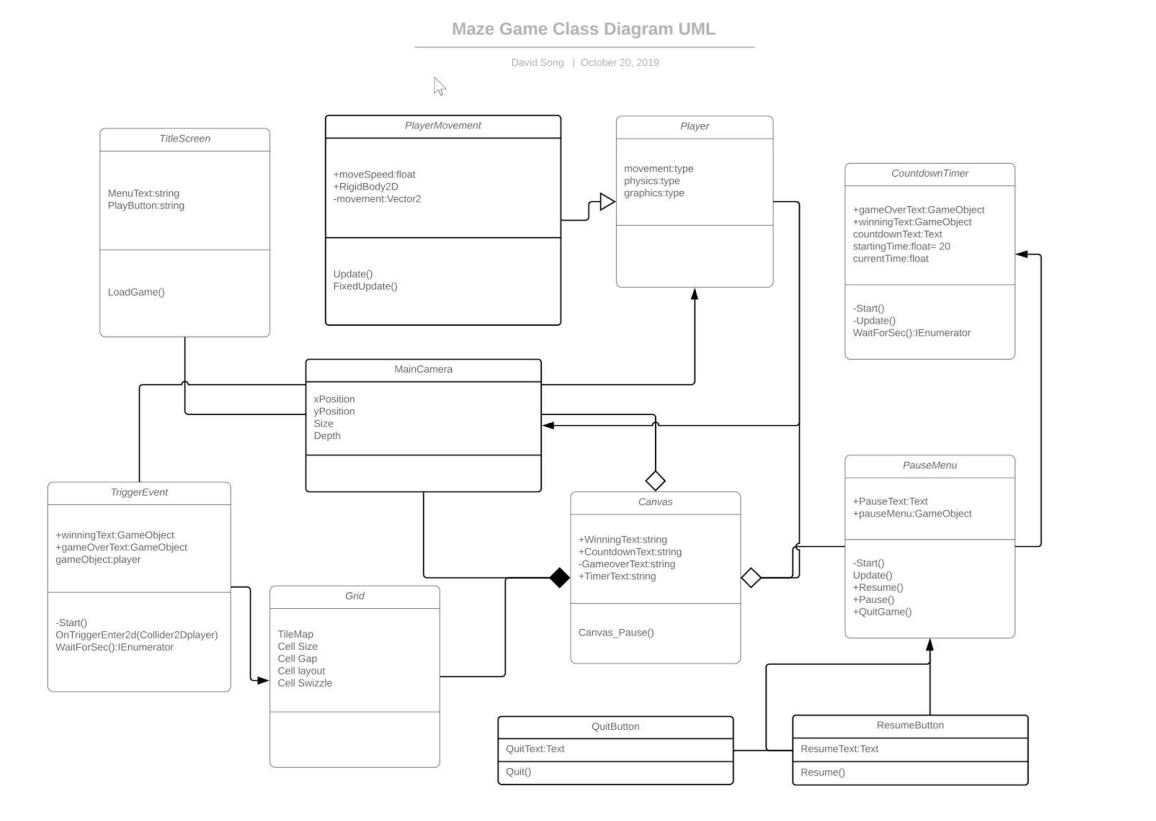 Maze Game Class Diagram UML
David Song | October 20, 2019
TitleScreen
MenuText:string
PlayButton:string
LoadGame()
PlayerMovement
+moveSpeed:float
+RigidBody2D
-movement:Vector2
Update()
FixedUpdate()
Player
movement:type
physics:type
graphics:type
CountdownTimer
+gameOverText:GameObject
+winningText:GameObject
countdownText:Text
startingTime:float= 20
currentTime:float
-Start()
-Update()
WaitForSec():IEnumerator
MainCamera
xPosition
yPosition
Size
Depth
TriggerEvent
+winningText:GameObject
+gameOverText:GameObject
gameObject:player
-Start()
OnTriggerEnter2d(Collider2Dplayer)
WaitForSec():IEnumerator
Grid
TileMap
Cell Size
Cell Gap
Cell layout
Cell Swizzle
Canvas
+WinningText:string
+CountdownText:string
-GameoverText:string
+TimerText:string
Canvas_Pause()
PauseMenu
+PauseText:Text
+pauseMenu:GameObject
-Start()
Update()
+Resume()
+Pause()
+QuitGame()
QuitButton
QuitText:Text
Quit()
ResumeButton
ResumeText:Text
Resume()